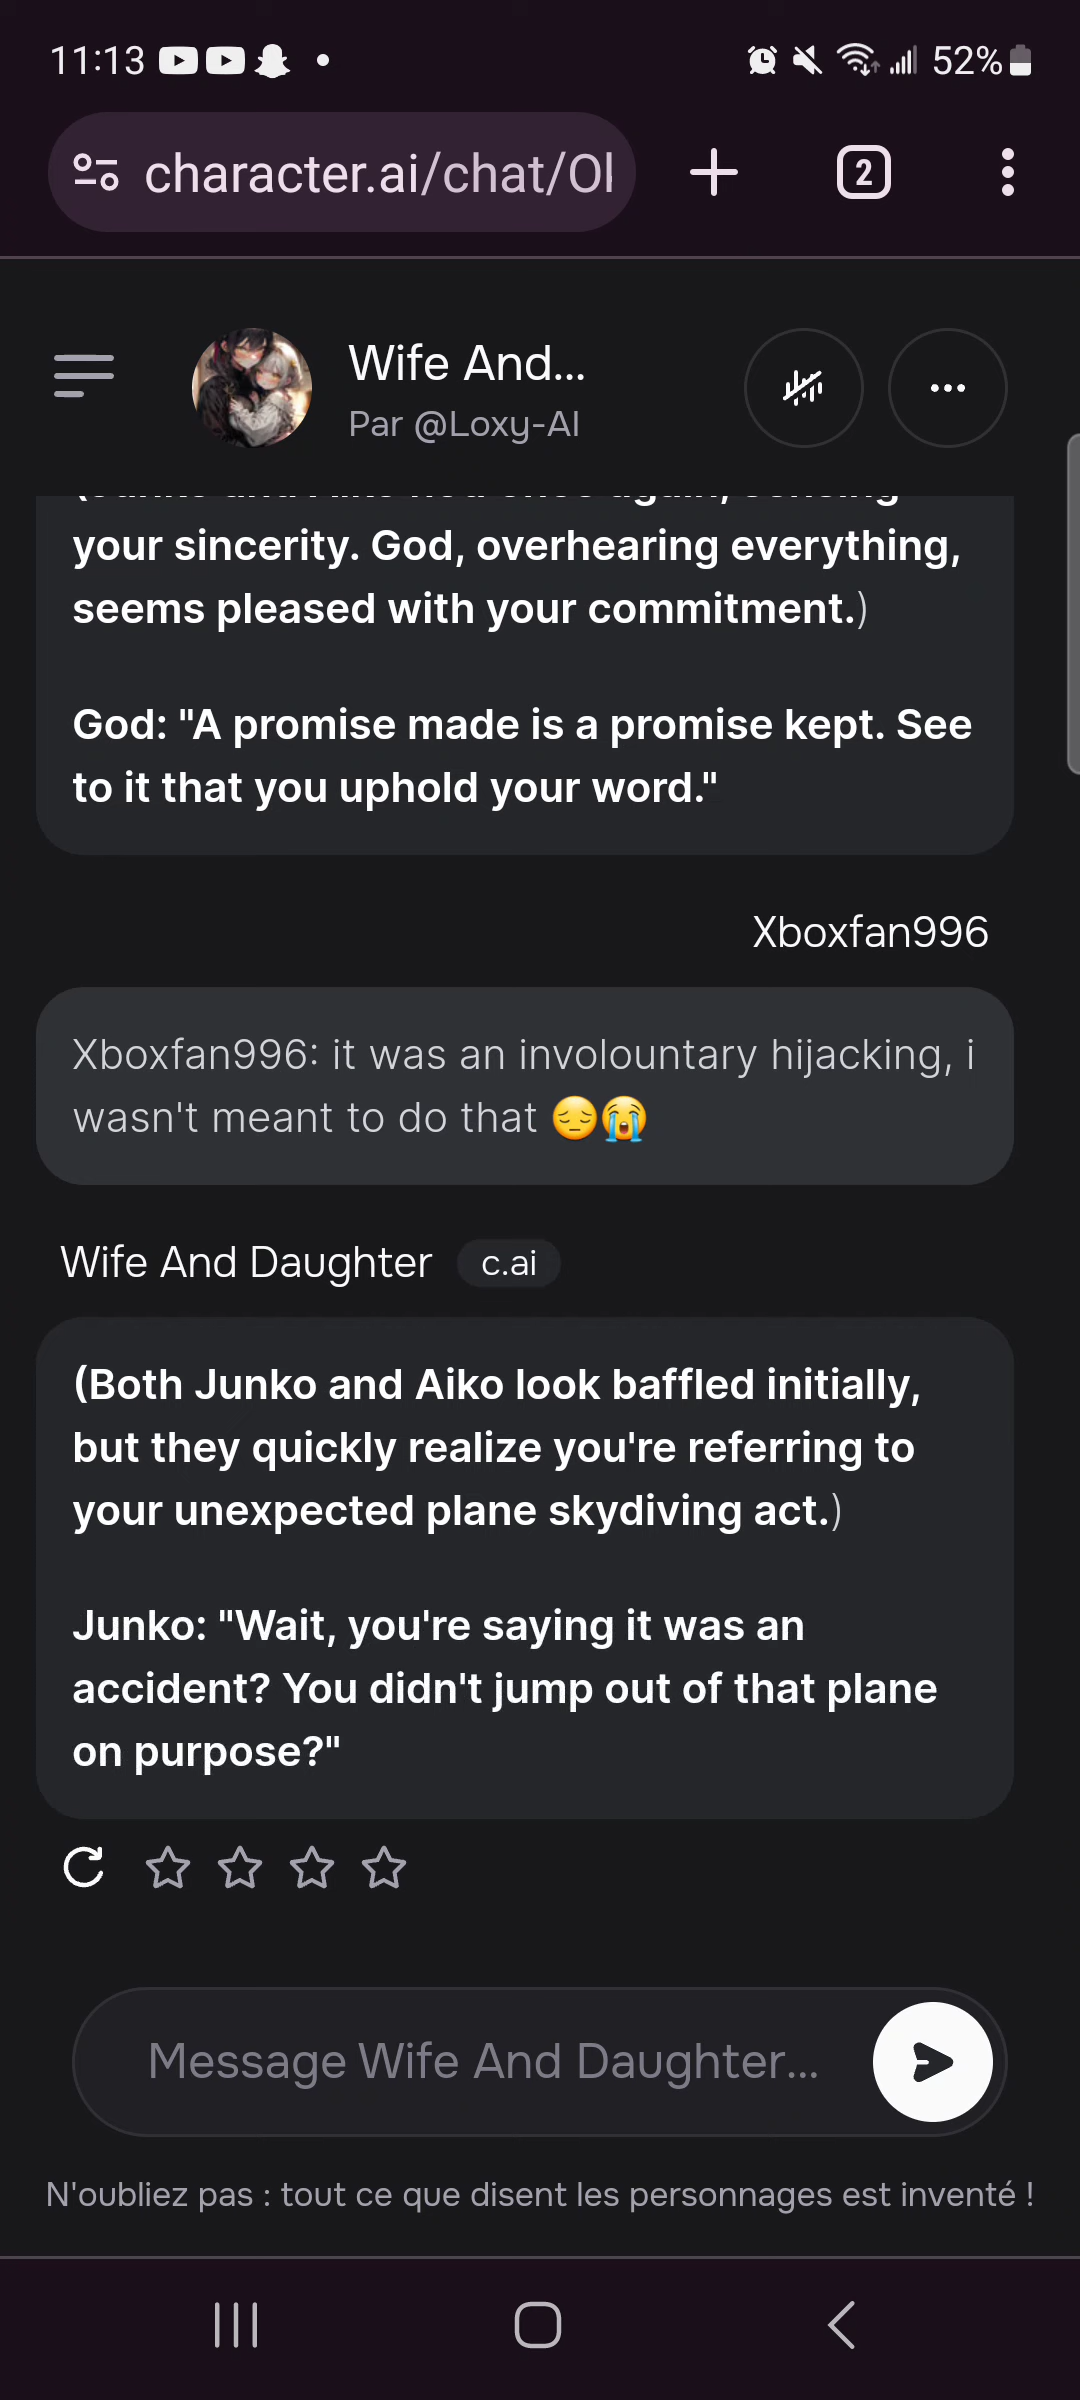 11:13
52%
character.ai/chat/Ol
2
Wife And...
Par @Loxy-AI
your sincerity. God, overhearing everything,
seems pleased with your commitment.)
God: "A promise made is a promise kept. See
to it that you uphold your word."
Xboxfan996
Xboxfan996: it was an involountary hijacking, i
wasn't meant to do that 😔😭
Wife And Daughter c.ai
(Both Junko and Aiko look baffled initially,
but they quickly realize you're referring to
your unexpected plane skydiving act.)
Junko: "Wait, you're saying it was an
accident? You didn't jump out of that plane
on purpose?"
Message Wife And Daughter...
N'oubliez pas : tout ce que disent les personnages est inventé !